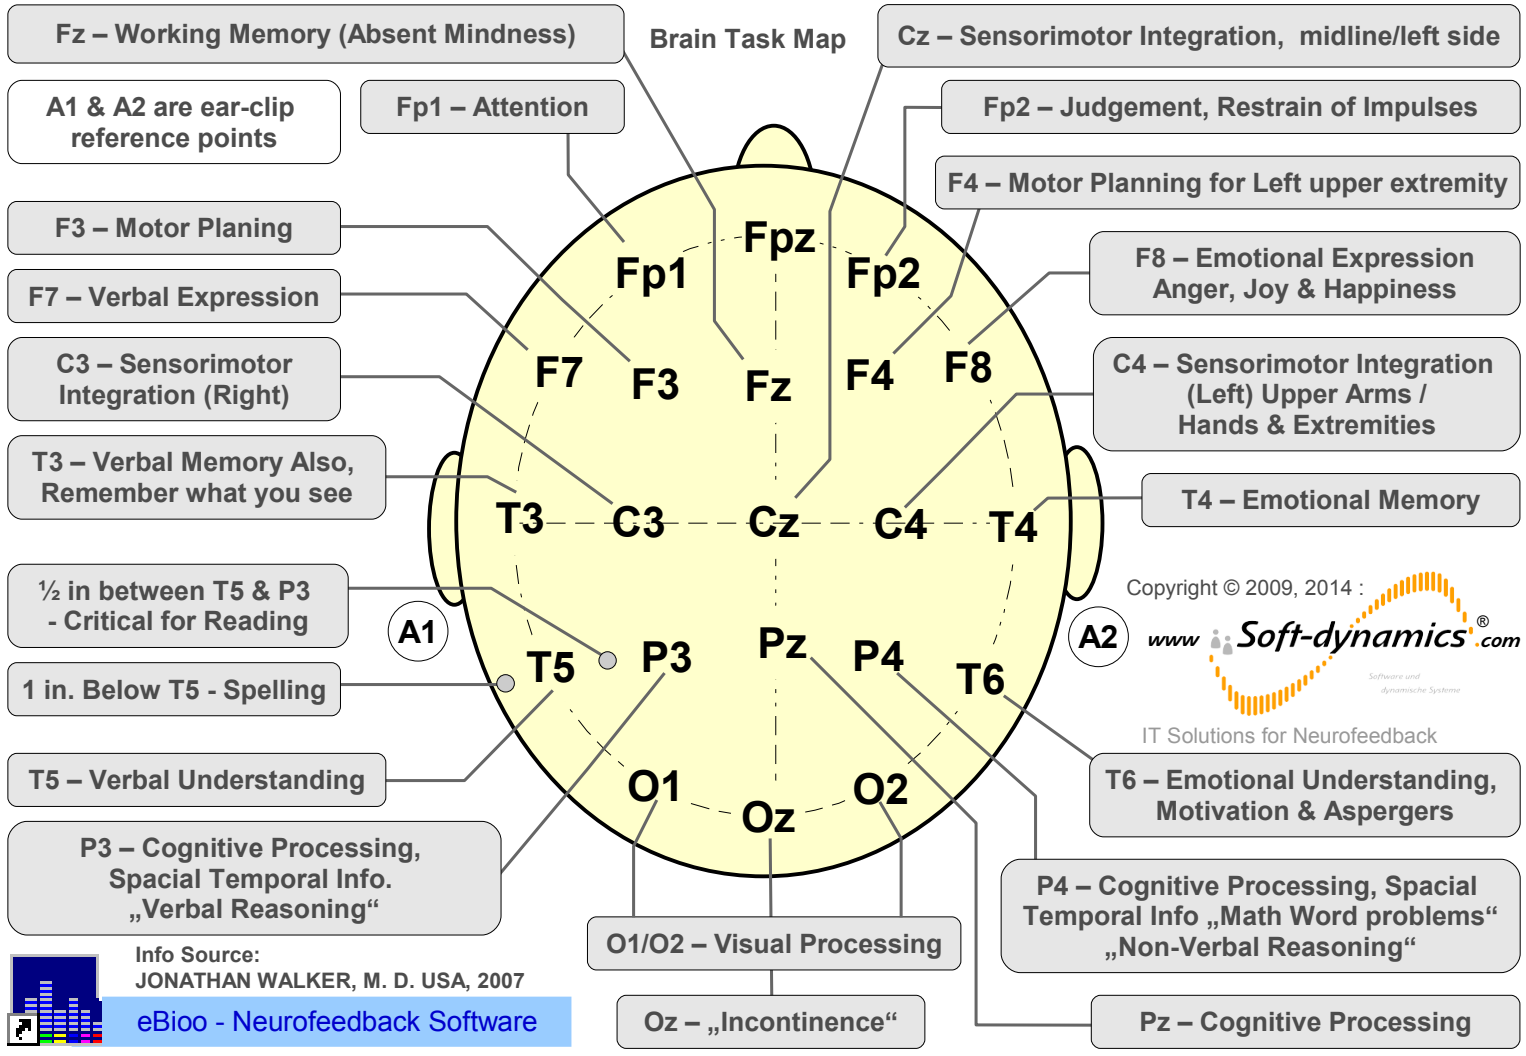 Fz – Working Memory (Absent Mindness)
Brain Task Map
Cz – Sensorimotor Integration,  midline/left side
A1 & A2 are ear-clip
reference points
Fp1 – Attention
Fp2 – Judgement, Restrain of Impulses
F4 – Motor Planning for Left upper extremity
F3 – Motor Planing
F7 – Verbal Expression
F8 – Emotional Expression
Anger, Joy & Happiness
C3 – Sensorimotor
Integration (Right)
C4 – Sensorimotor Integration
(Left) Upper Arms /
Hands & Extremities
T3 – Verbal Memory Also,
Remember what you see
T4 – Emotional Memory
½ in between T5 & P3
- Critical for Reading
1 in. Below T5 - Spelling
T5 – Verbal Understanding
Fpz
Fp1
Fp2
F7
F3
Fz
F4
F8
T3
C3
Cz
C4
T4
A1
A2
T5
P3
Pz
P4
T6
O1
Oz
O2
Copyright © 2009, 2014 :
www Soft-dynamics® .com
Software und
dynamische Systeme
IT Solutions for Neurofeedback
T6 – Emotional Understanding,
Motivation & Aspergers
P3 – Cognitive Processing,
Spacial Temporal Info.
„Verbal Reasoning“
P4 – Cognitive Processing, Spacial
Temporal Info „Math Word problems“
„Non-Verbal Reasoning“
O1/O2 – Visual Processing
Info Source:
JONATHAN WALKER, M. D. USA, 2007
eBioo - Neurofeedback Software
Oz – „Incontinence“
Pz – Cognitive Processing